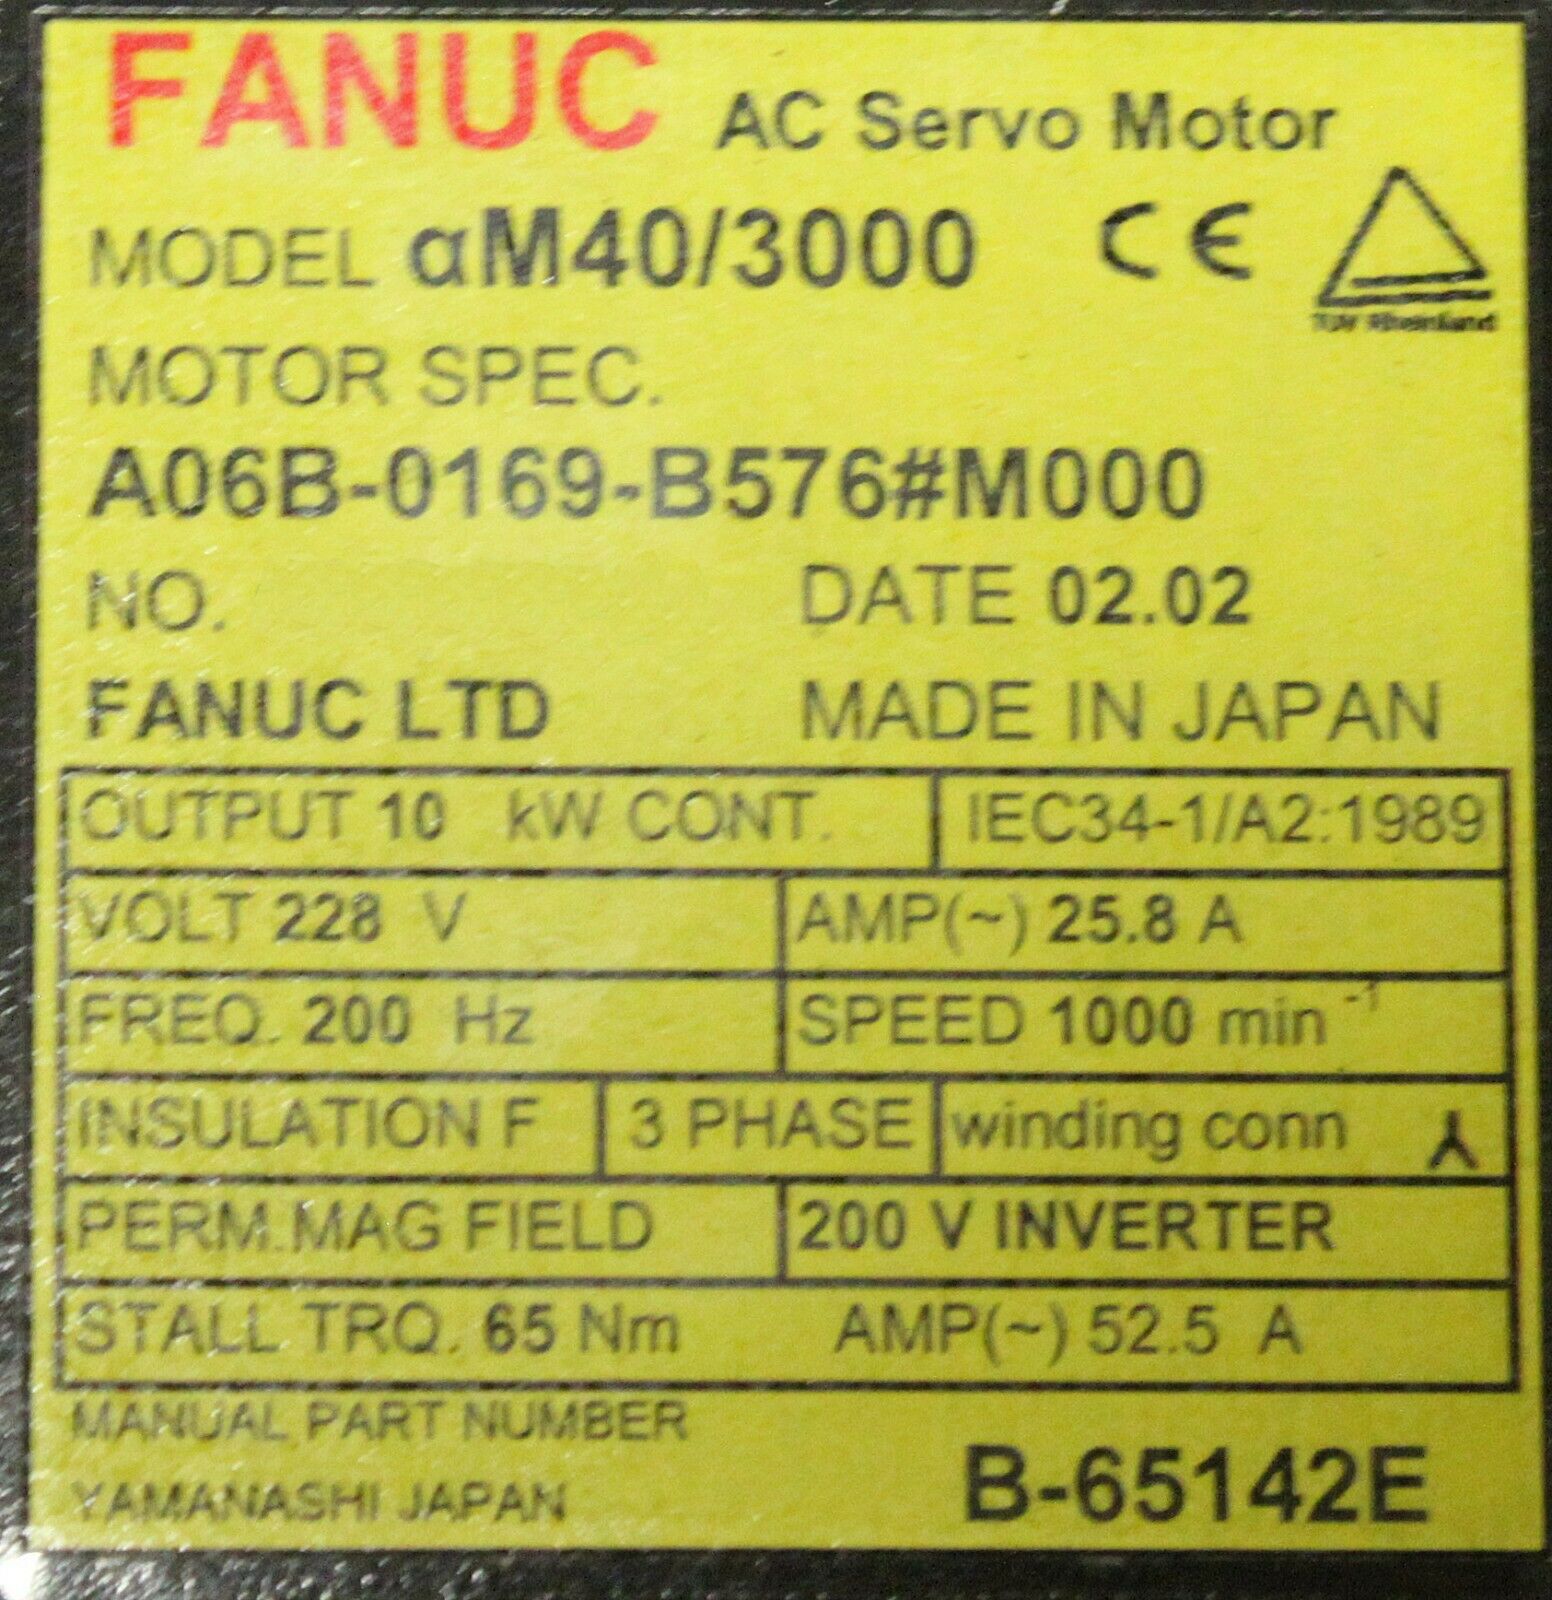 FANUC AC Servo Motor
MODEL αM40/3000 CE
TÜV Rheinland
MOTOR SPEC.
A06B-0169-B576#M000
NO. DATE 02.02
FANUC LTD MADE IN JAPAN
OUTPUT 10 kW CONT. IEC34-1/A2:1989
VOLT 228 V AMP(~) 25.8 A
FREQ. 200 Hz SPEED 1000 min⁻¹
INSULATION F 3 PHASE winding conn
PERM.MAG FIELD 200 V INVERTER
STALL TRQ. 65 Nm AMP(~) 52.5 A
MANUAL PART NUMBER
YAMANASHI JAPAN B-65142E